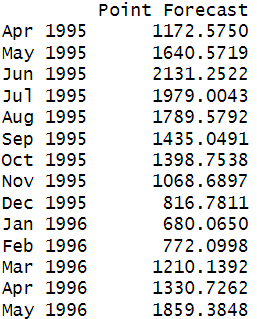 Point Forecast
Apr 1995 1172.5750
May 1995 1640.5719
Jun 1995 2131.2522
Jul 1995 1979.0043
Aug 1995 1789.5792
Sep 1995 1435.0491
Oct 1995 1398.7538
Nov 1995 1068.6897
Dec 1995 816.7811
Jan 1996 680.0650
Feb 1996 772.0998
Mar 1996 1210.1392
Apr 1996 1330.7262
May 1996 1859.3848